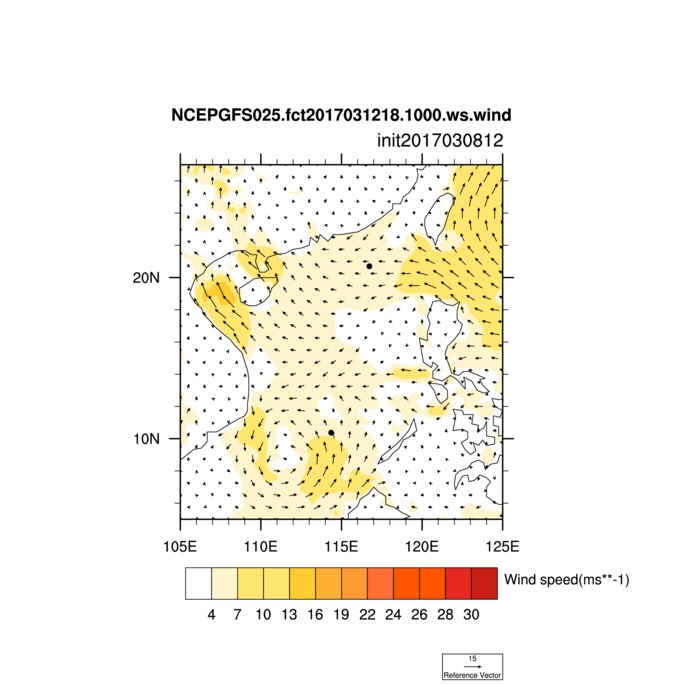 NCEPGFS025.fct2017031218.1000.ws.wind
init2017030812
20N
10N
105E 110E 115E 120E 125E
Wind speed(ms**-1)
4 7 10 13 16 19 22 24 26 28 30
15
Reference Vector